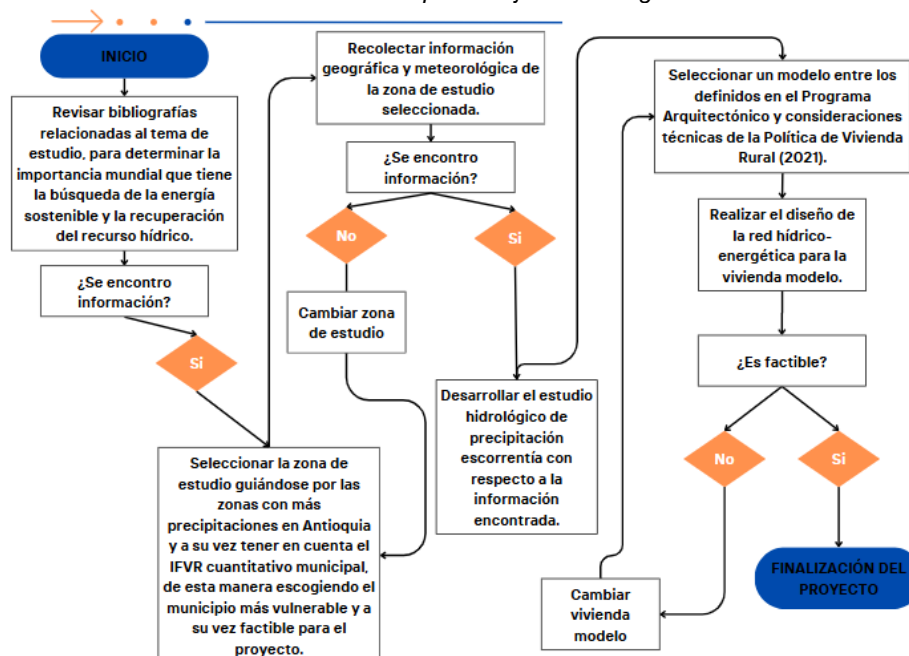 INICIO
Revisar bibliografías
relacionadas al tema de
estudio, para determinar la
importancia mundial que tiene
la búsqueda de la energía
sostenible y la recuperación
del recurso hídrico.
¿Se encontro
información?
Si
Seleccionar la zona de
estudio guiándose por las
zonas con más
precipitaciones en Antioquia
y a su vez tener en cuenta el
IFVR cuantitativo municipal,
de esta manera escogiendo el
municipio más vulnerable y a
su vez factible para el
proyecto.
Recolectar información
geográfica y meteorológica de
la zona de estudio
seleccionada.
¿Se encontro
información?
No
Si
Cambiar zona
de estudio
Desarrollar el estudio
hidrológico de
precipitación
escorrentía con
respecto a la
información
encontrada.
Seleccionar un modelo entre los
definidos en el Programa
Arquitectónico y consideraciones
técnicas de la Política de Vivienda
Rural (2021).
Realizar el diseño de
la red hídrico-
energética para la
vivienda modelo.
¿Es factible?
No
Si
Cambiar
vivienda
modelo
FINALIZACIÓN DEL
PROYECTO